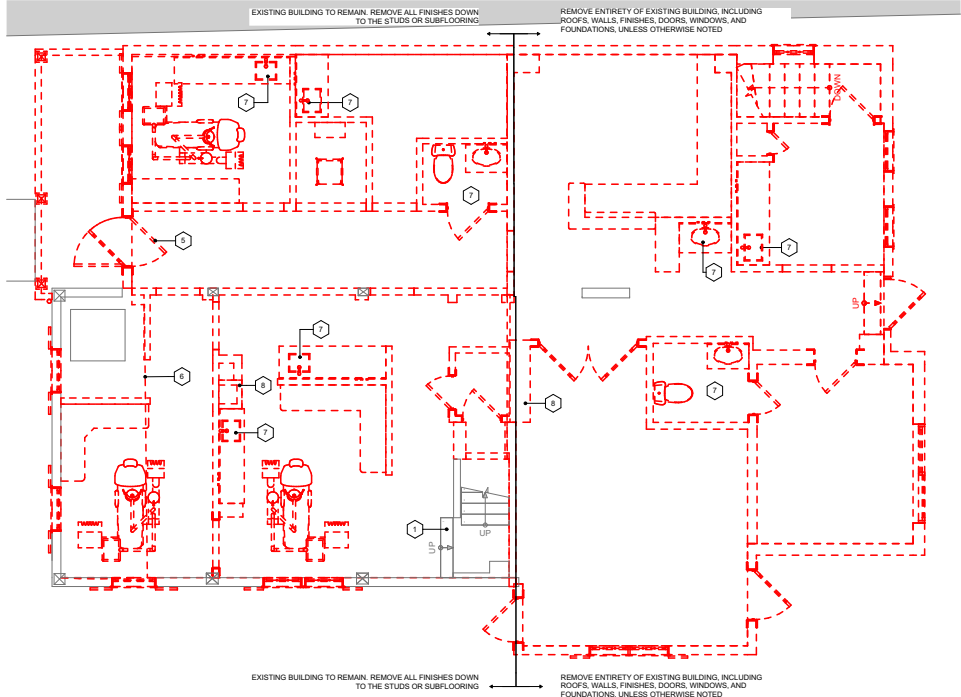 EXISTING BUILDING TO REMAIN. REMOVE ALL FINISHES DOWN
TO THE STUDS OR SUBFLOORING
REMOVE ENTIRETY OF EXISTING BUILDING, INCLUDING
ROOFS, WALLS, FINISHES, DOORS, WINDOWS, AND
FOUNDATIONS, UNLESS OTHERWISE NOTED
DOWN
7
7
7
5
7
7
UP
7
6
8
7
7
8
1
UP
UP
EXISTING BUILDING TO REMAIN. REMOVE ALL FINISHES DOWN
TO THE STUDS OR SUBFLOORING
REMOVE ENTIRETY OF EXISTING BUILDING, INCLUDING
ROOFS, WALLS, FINISHES, DOORS, WINDOWS, AND
FOUNDATIONS, UNLESS OTHERWISE NOTED